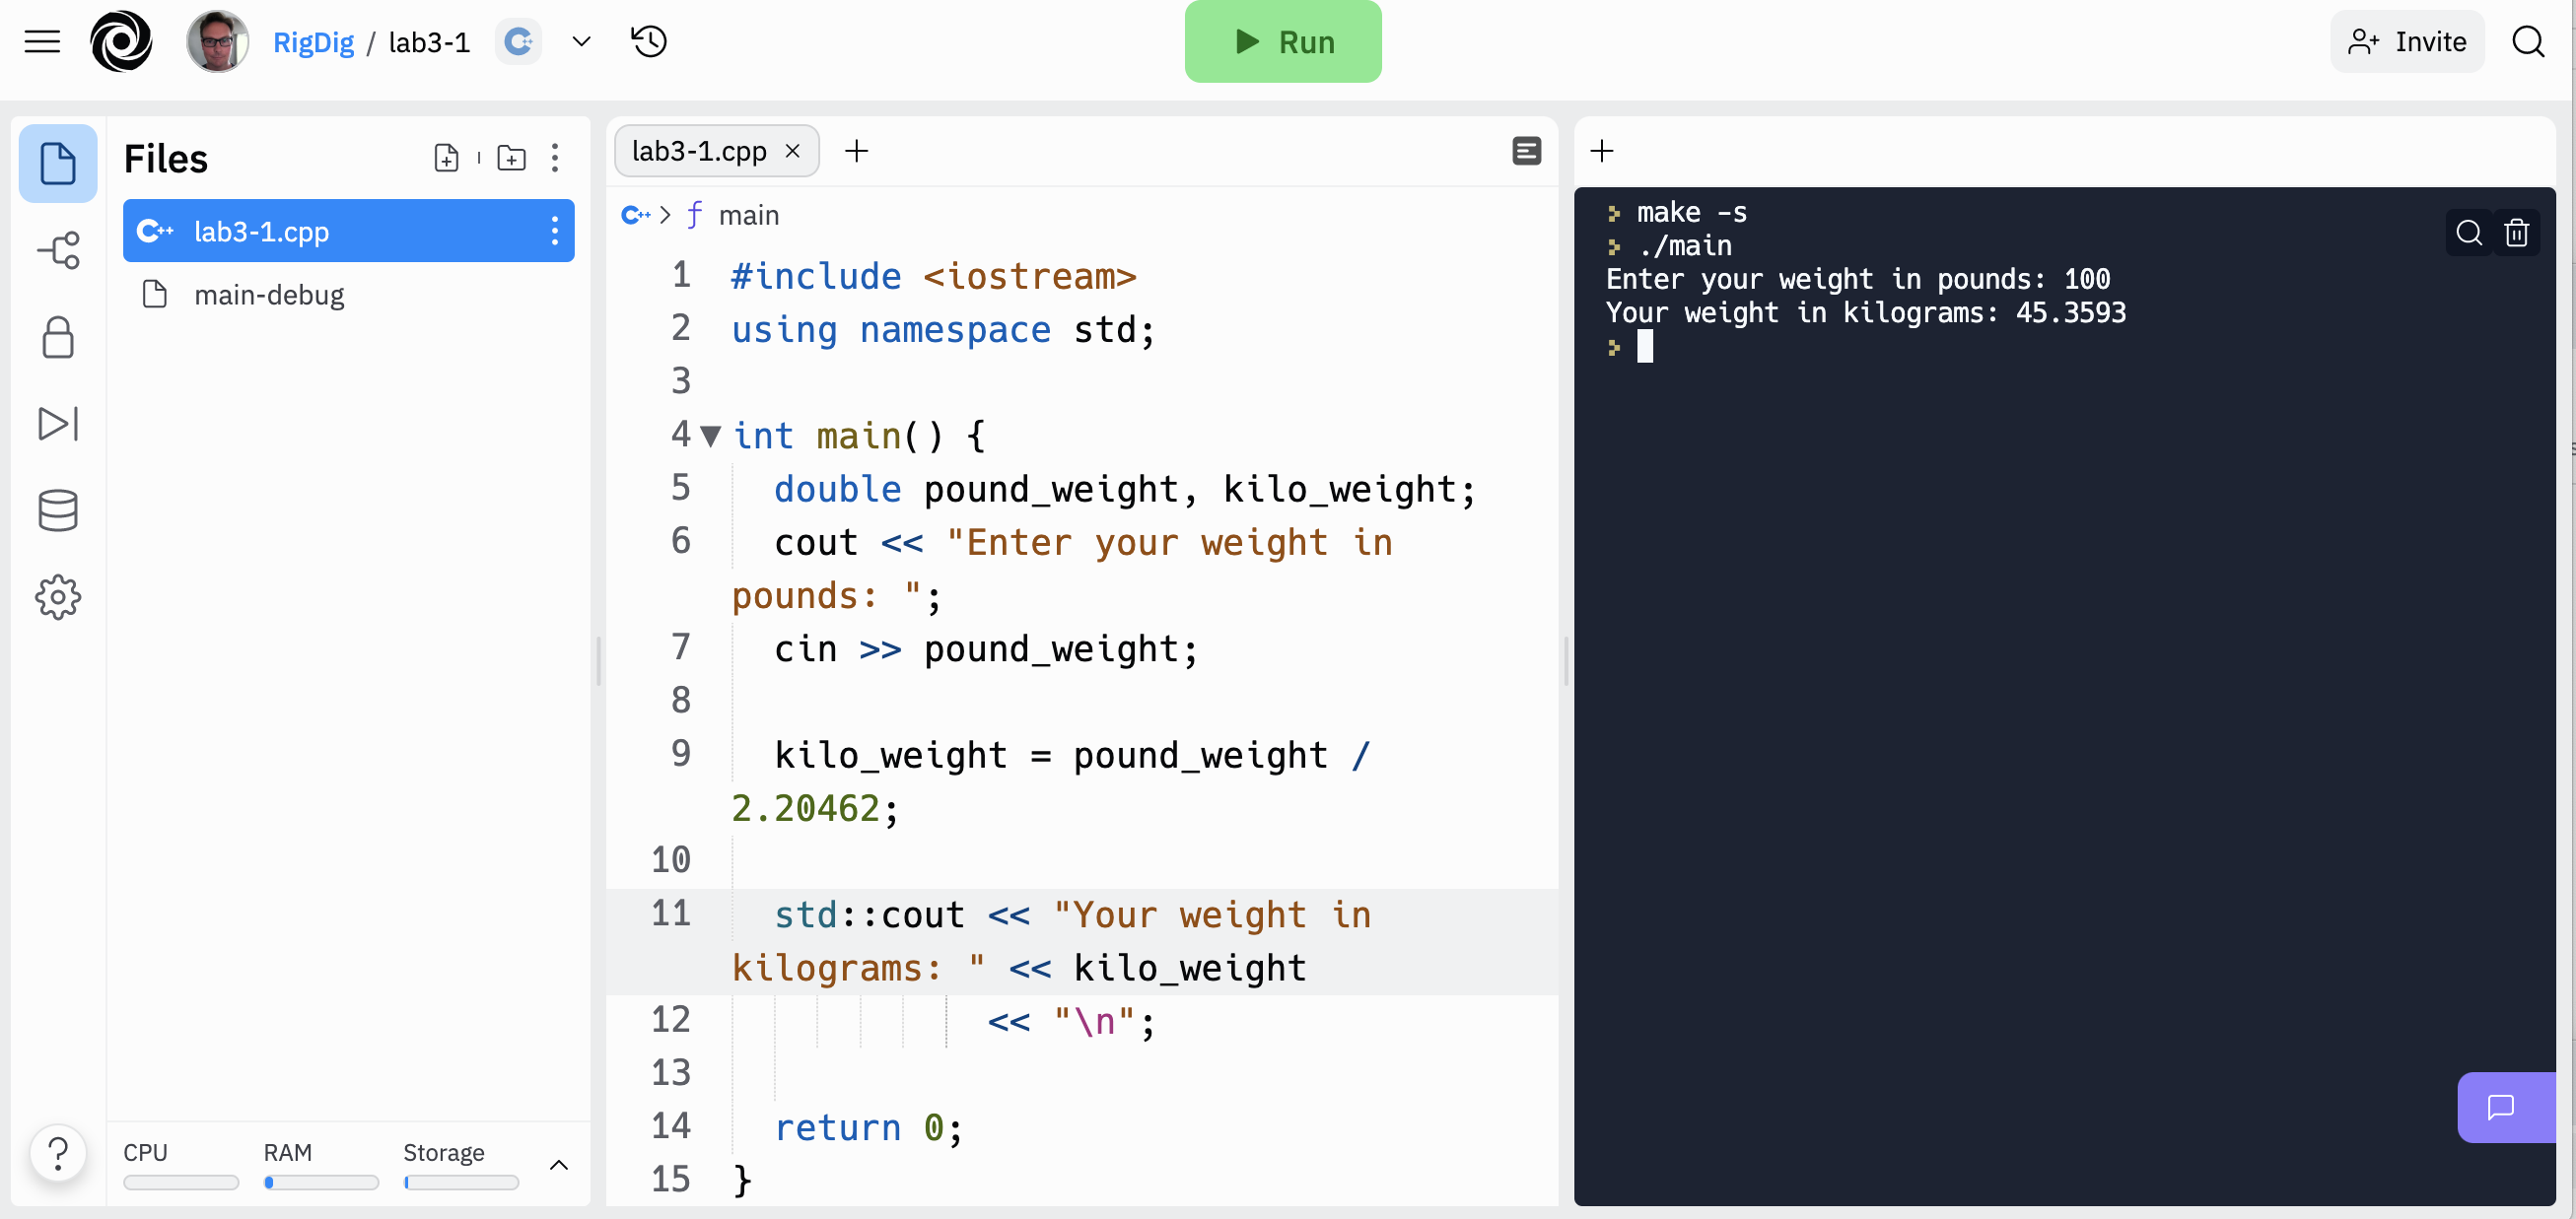 RigDig / lab3-1
Run
Invite
Files
lab3-1.cpp
main-debug
CPU
RAM
Storage
?
lab3-1.cpp ×
C++ > f main
1 #include <iostream>
2 using namespace std;
3
4 int main() {
5 double pound_weight, kilo_weight;
6 cout << "Enter your weight in
pounds: ";
7 cin >> pound_weight;
8
9 kilo_weight = pound_weight /
2.20462;
10
11 std::cout << "Your weight in
kilograms: " << kilo_weight
12 << "\n";
13
14 return 0;
15 }
make -s
./main
Enter your weight in pounds: 100
Your weight in kilograms: 45.3593